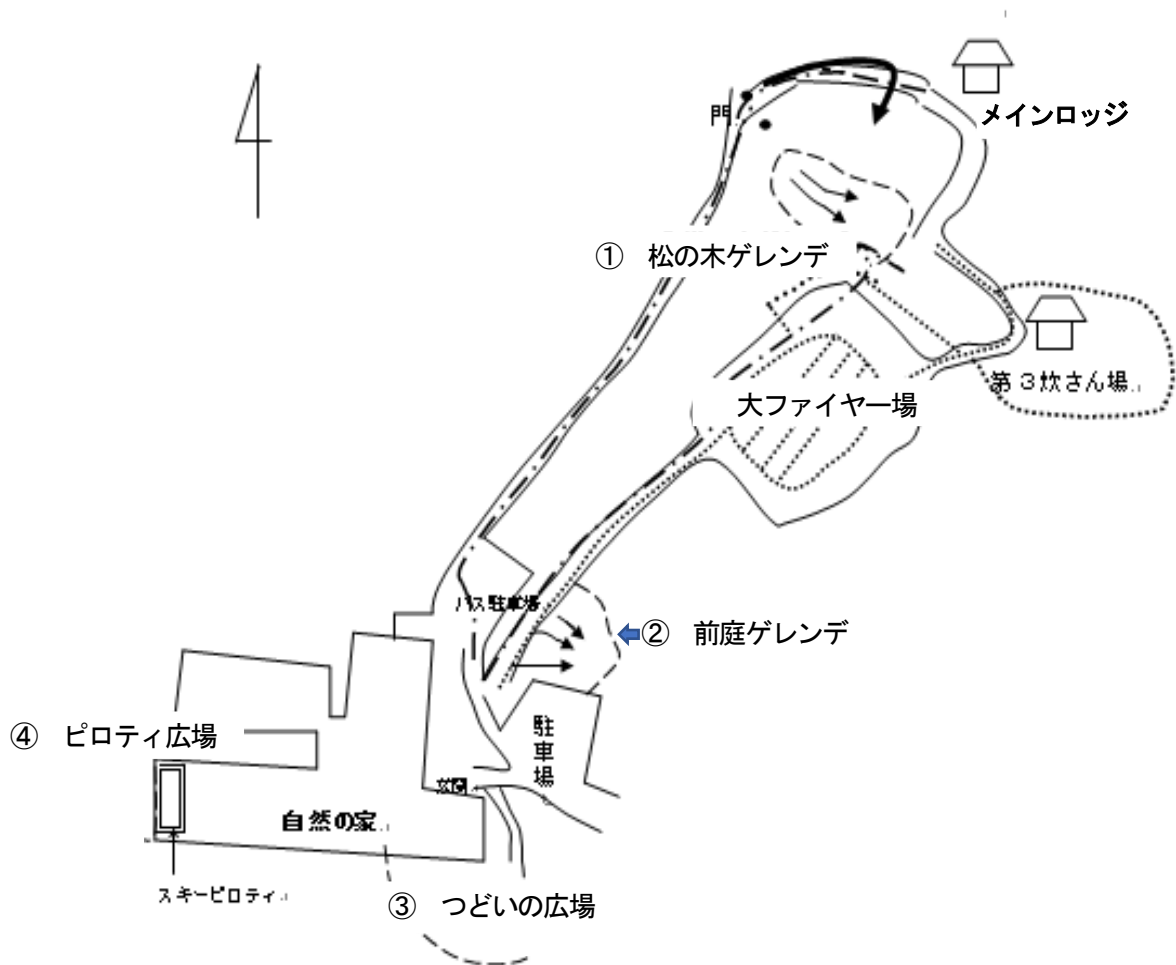 メインロッジ
門
① 松の木ゲレンデ
第3炊さん場
大ファイヤー場
バス駐車場
② 前庭ゲレンデ
④ ピロティ広場
駐車場
自然の家
スキーピロティ
③ つどいの広場